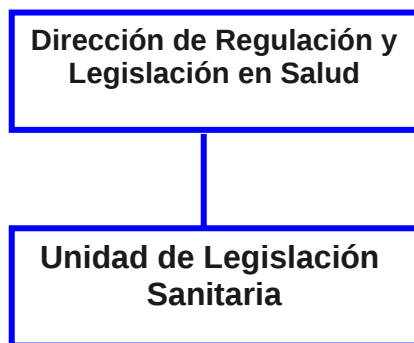 Dirección de Regulación y
Legislación en Salud
Unidad de Legislación
Sanitaria